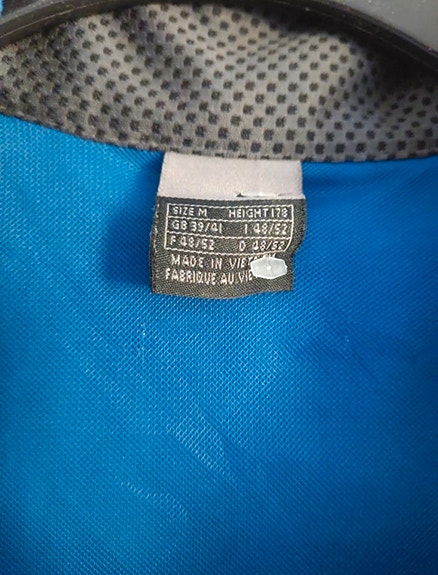 SIZE M HEIGHT 178
GB 39/41 I 48/52
F 48/52 D 48/52
MADE IN
FABRIQUE AU